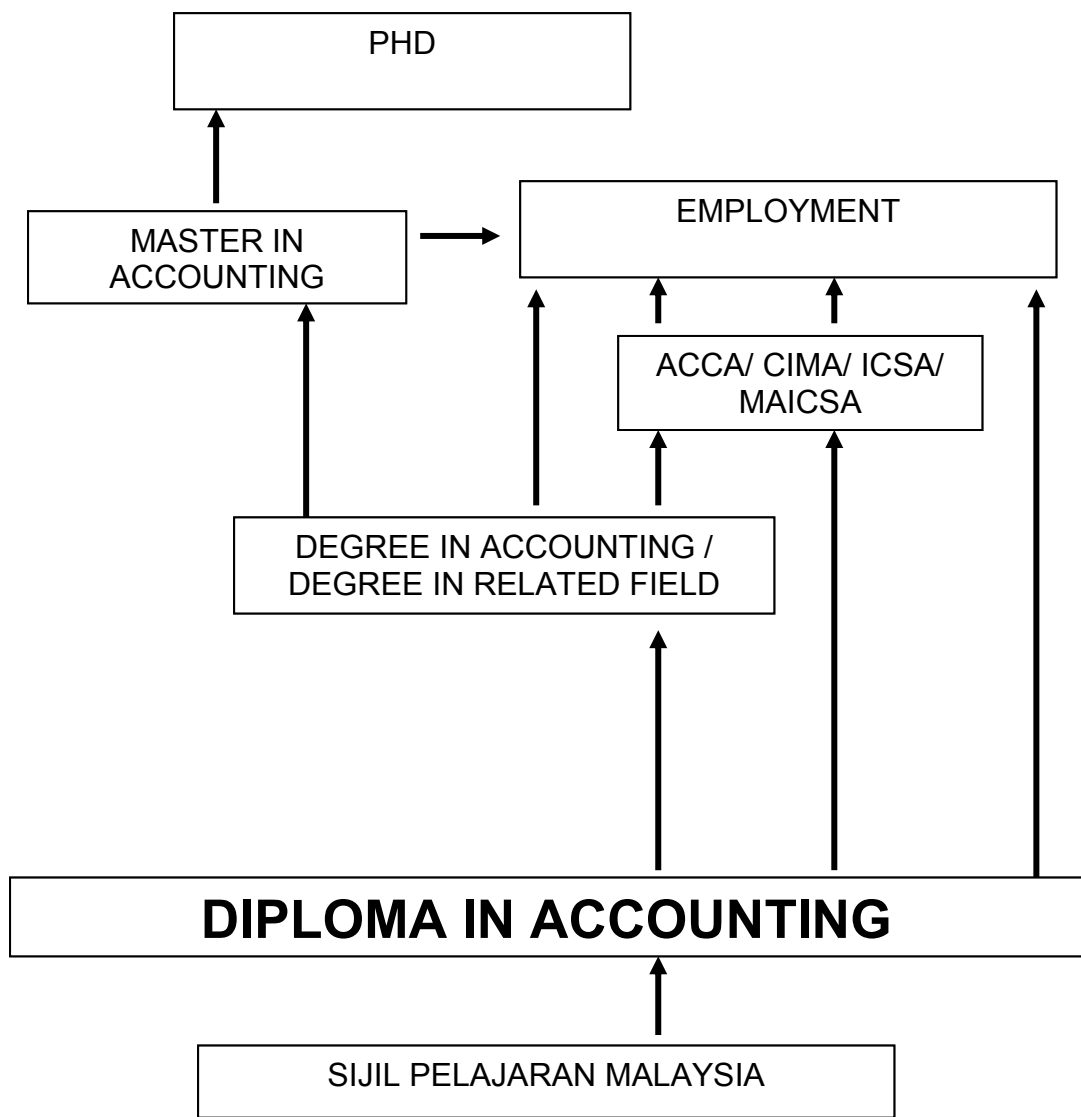 PHD
EMPLOYMENT
MASTER IN
ACCOUNTING
ACCA/ CIMA/ ICSA/
MAICSA
DEGREE IN ACCOUNTING /
DEGREE IN RELATED FIELD
DIPLOMA IN ACCOUNTING
SIJIL PELAJARAN MALAYSIA